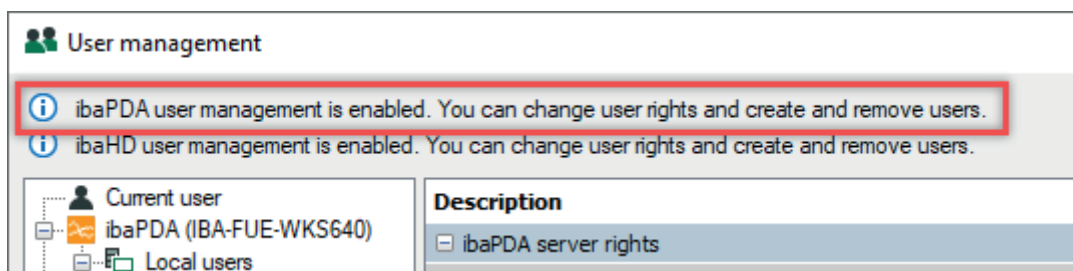 User management
ibaPDA user management is enabled. You can change user rights and create and remove users.
ibaHD user management is enabled. You can change user rights and create and remove users.
Current user
ibaPDA (IBA-FUE-WKS640)
Local users
Description
ibaPDA server rights